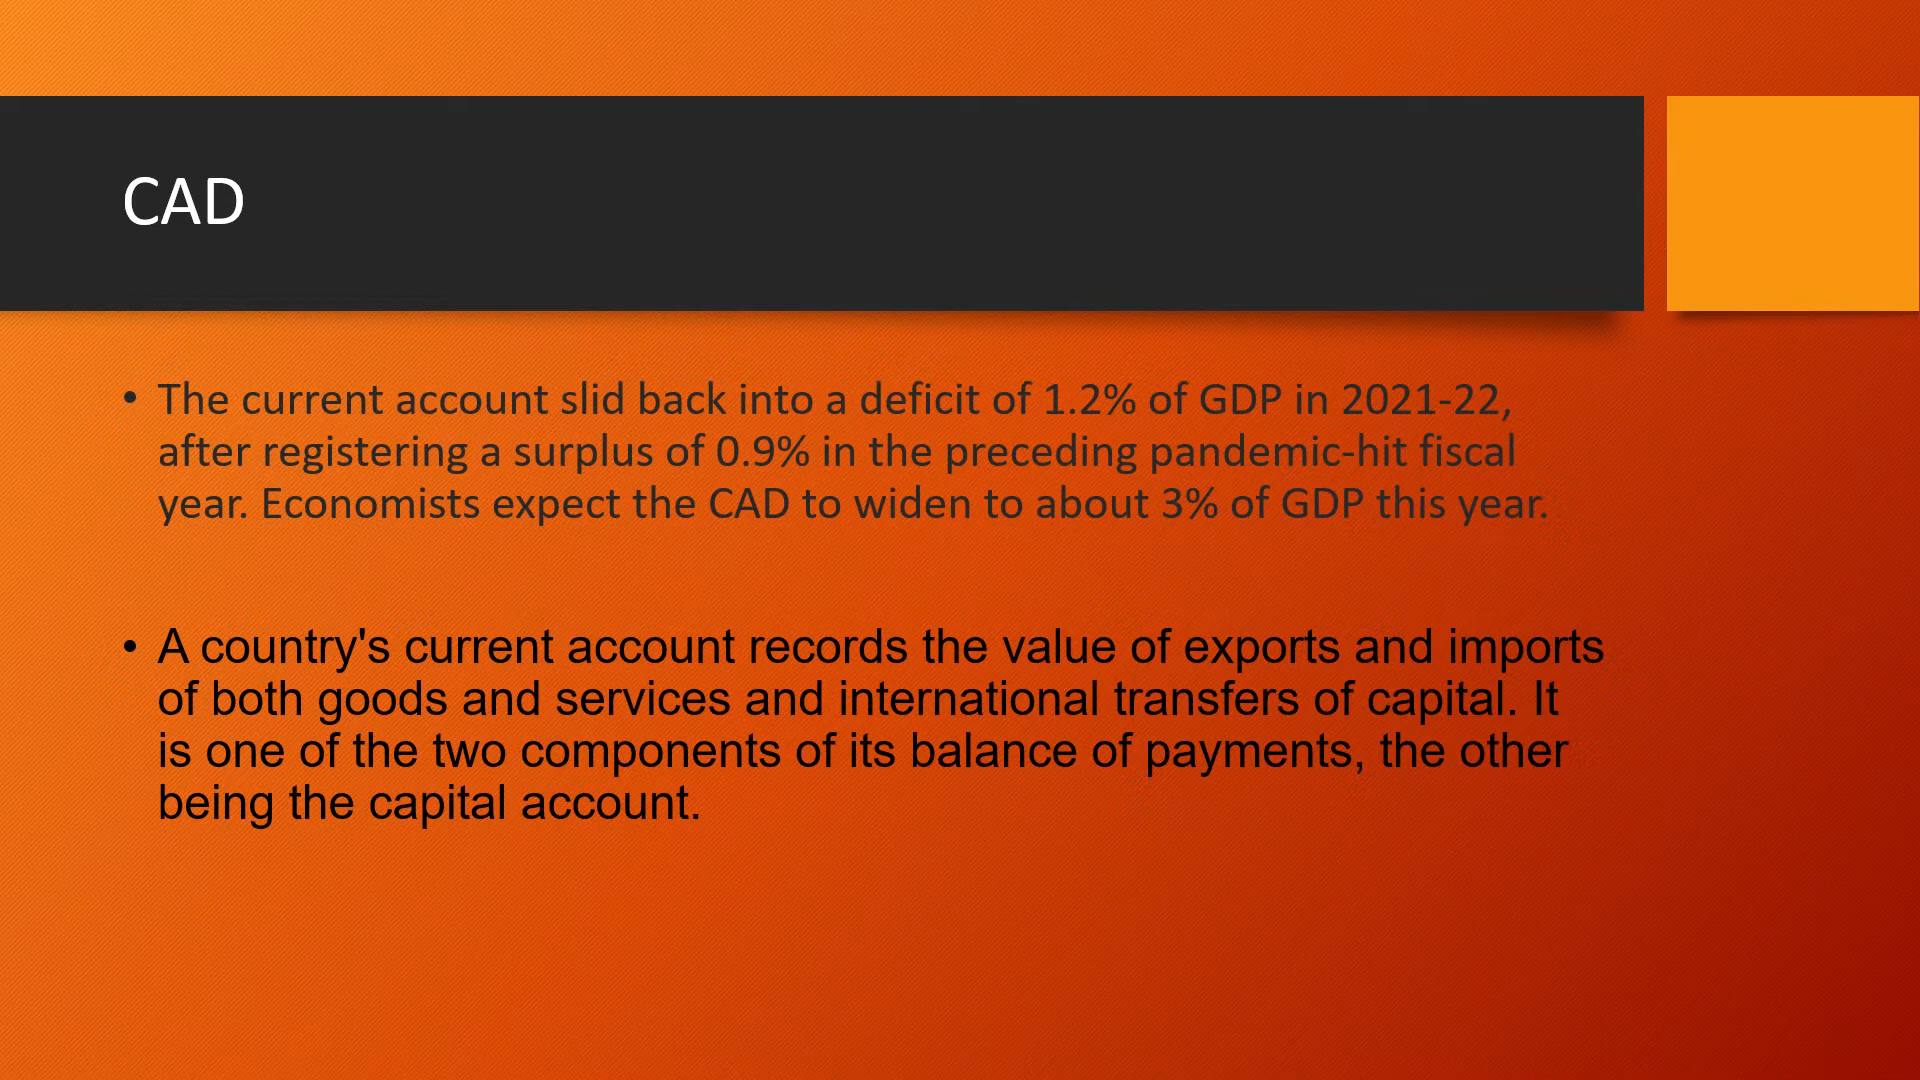 CAD
• The current account slid back into a deficit of 1.2% of GDP in 2021-22,
after registering a surplus of 0.9% in the preceding pandemic-hit fiscal
year. Economists expect the CAD to widen to about 3% of GDP this year.
• A country's current account records the value of exports and imports
of both goods and services and international transfers of capital. It
is one of the two components of its balance of payments, the other
being the capital account.